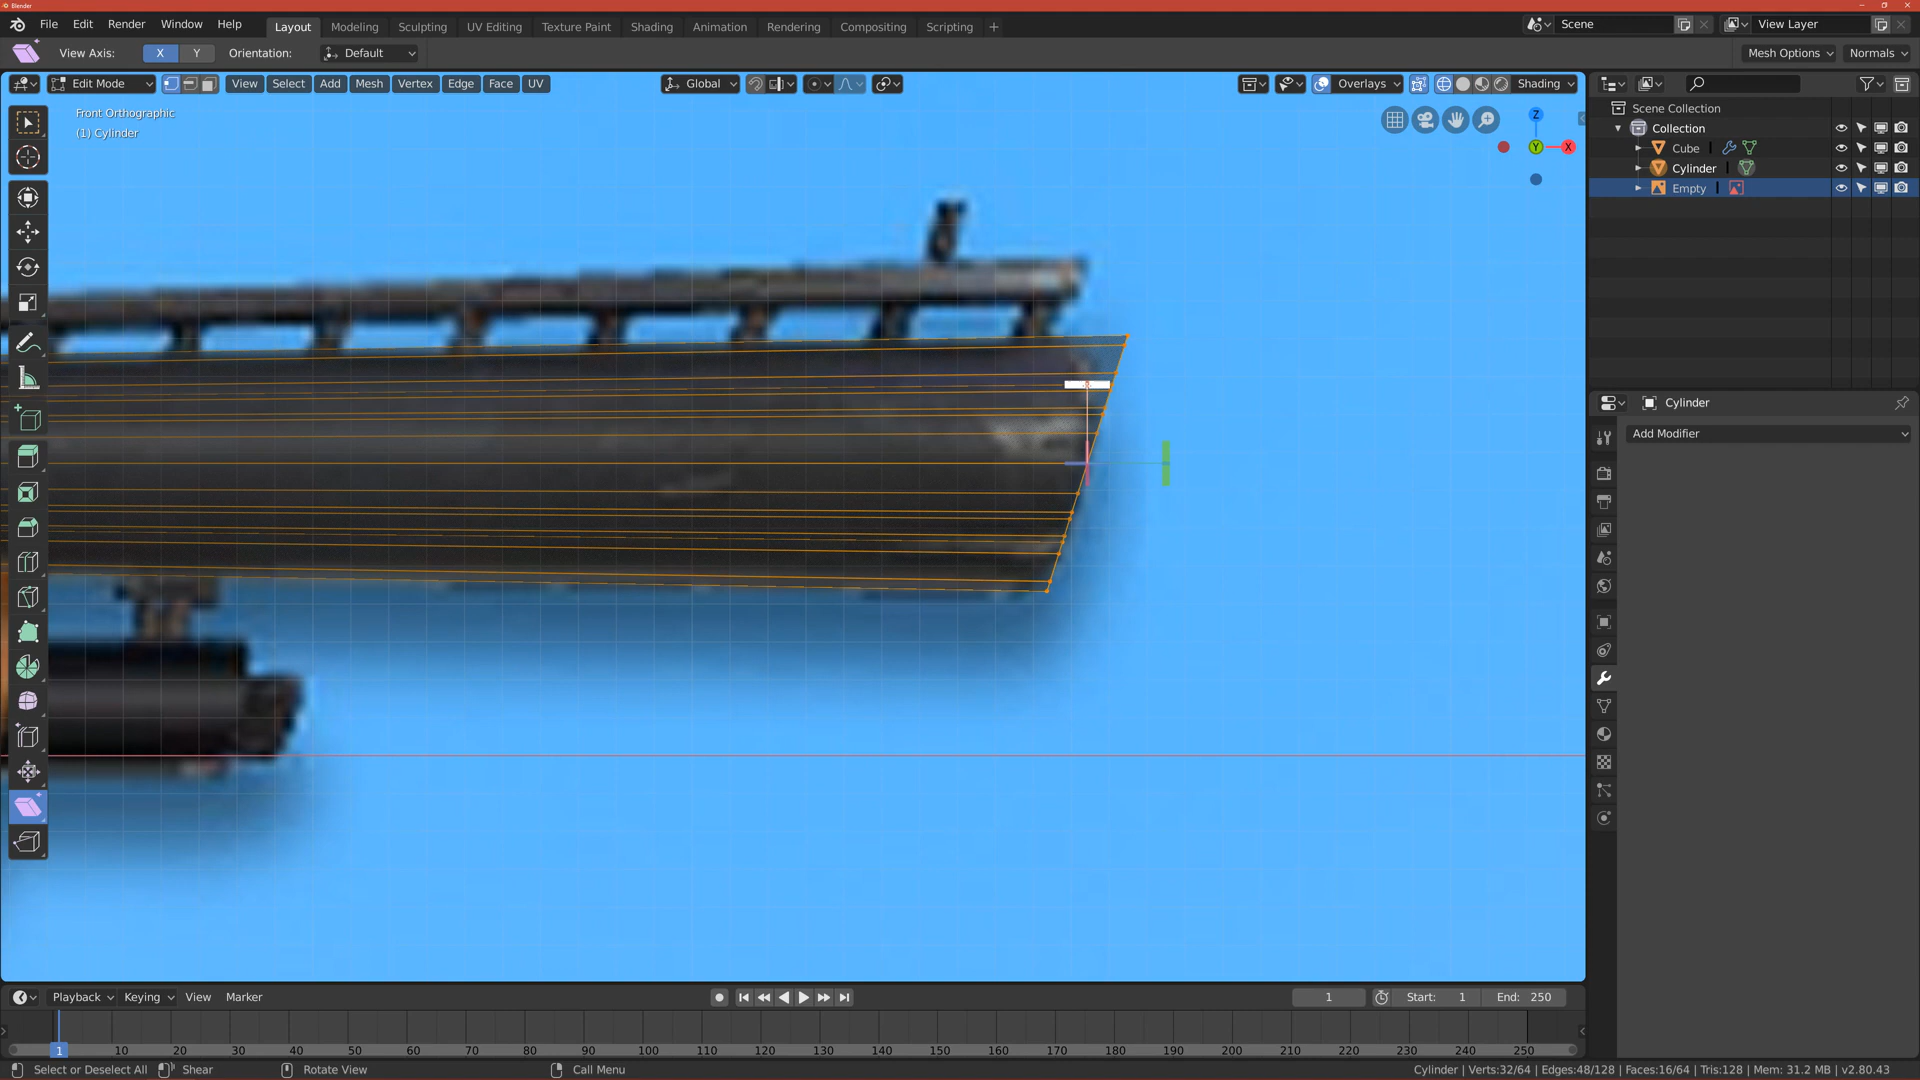 Blender
File Edit Render Window Help
Layout Modeling Sculpting UV Editing Texture Paint Shading Animation Rendering Compositing Scripting +
Scene
View Layer
View Axis: X Y Orientation: Default
Mesh Options
Normals
Edit Mode View Select Add Mesh Vertex Edge Face UV
Global
Overlays
Shading
Front Orthographic
(1) Cylinder
Z
Y
X
Scene Collection
Collection
Cube
Cylinder
Empty
Cylinder
Add Modifier
Playback Keying View Marker
1
Start: 1
End: 250
1 10 20 30 40 50 60 70 80 90 100 110 120 130 140 150 160 170 180 190 200 210 220 230 240 250
Select or Deselect All Shear Rotate View Call Menu
Cylinder | Verts:32/64 | Edges:48/128 | Faces:16/64 | Tris:128 | Mem: 31.2 MB | v2.80.43